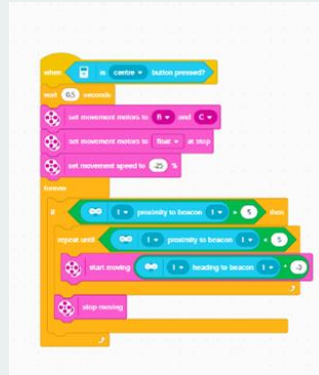 when is centre button pressed?
wait 0.5 seconds
set movement motors to B and C
set movement motors to float at stop
set movement speed to -25 %
forever
if 1 proximity to beacon 1 > 5 then
repeat until 1 proximity to beacon 1 < 5
start moving 1 heading to beacon 1 * -3
stop moving